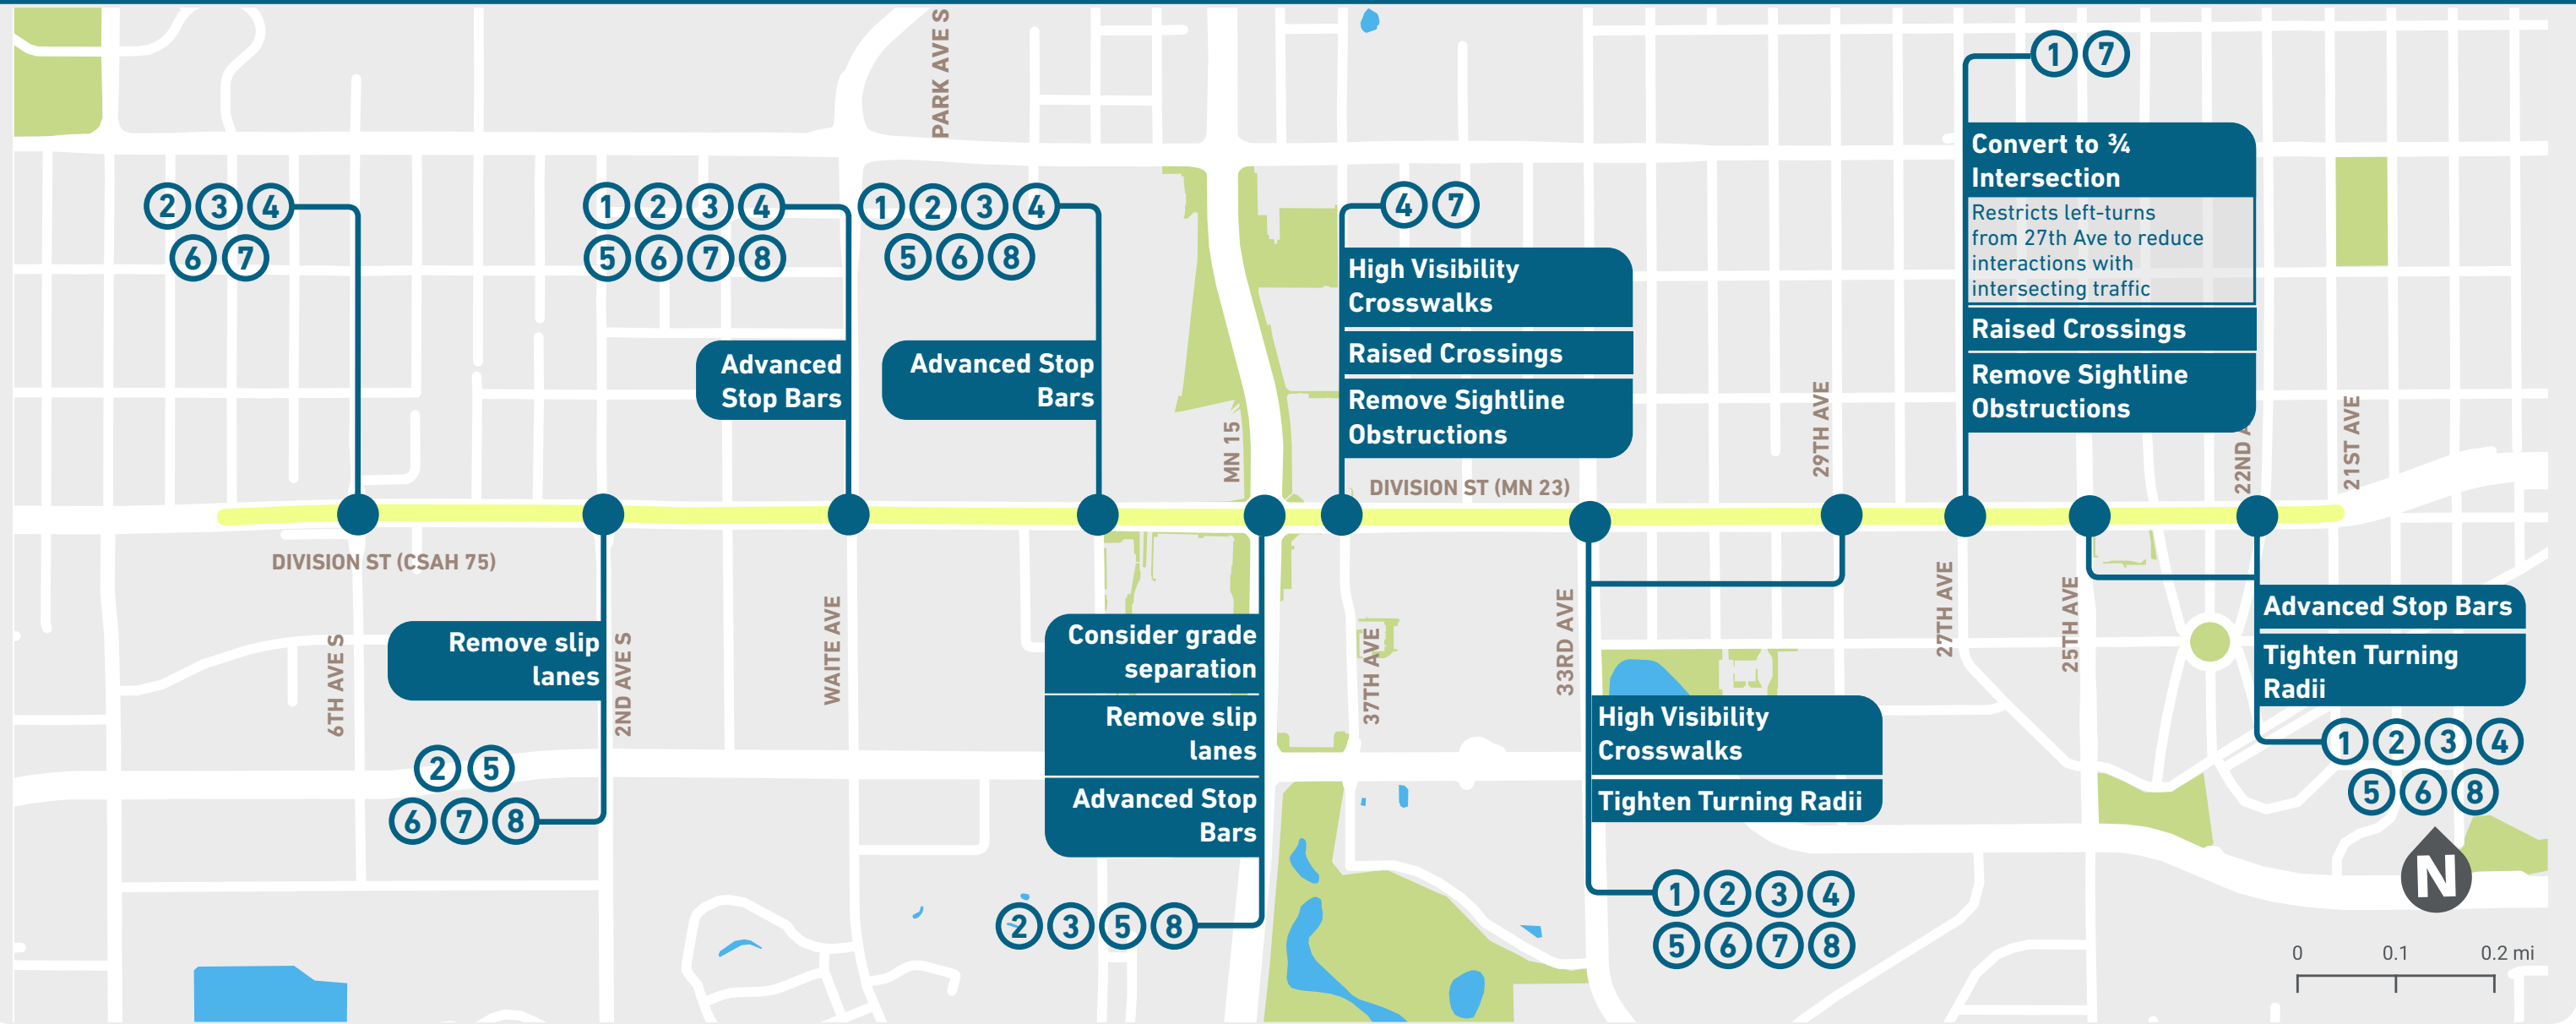 PARK AVE S
1 7
Convert to ¾
Intersection
Restricts left-turns
from 27th Ave to reduce
interactions with
intersecting traffic
Raised Crossings
Remove Sightline
Obstructions
2 3 4
6 7
1 2 3 4
5 6 7 8
Advanced
Stop Bars
1 2 3 4
5 6 8
Advanced Stop
Bars
4 7
High Visibility
Crosswalks
Raised Crossings
Remove Sightline
Obstructions
MN 15
DIVISION ST (MN 23)
29TH AVE
22ND A
21ST AVE
DIVISION ST (CSAH 75)
6TH AVE S
Remove slip
lanes
2ND AVE S
2 5
6 7 8
WAITE AVE
Consider grade
separation
Remove slip
lanes
Advanced Stop
Bars
2 3 5 8
37TH AVE
33RD AVE
High Visibility
Crosswalks
Tighten Turning Radii
1 2 3 4
5 6 7 8
27TH AVE
25TH AVE
Advanced Stop Bars
Tighten Turning
Radii
1 2 3 4
5 6 8
N
0 0.1 0.2 mi